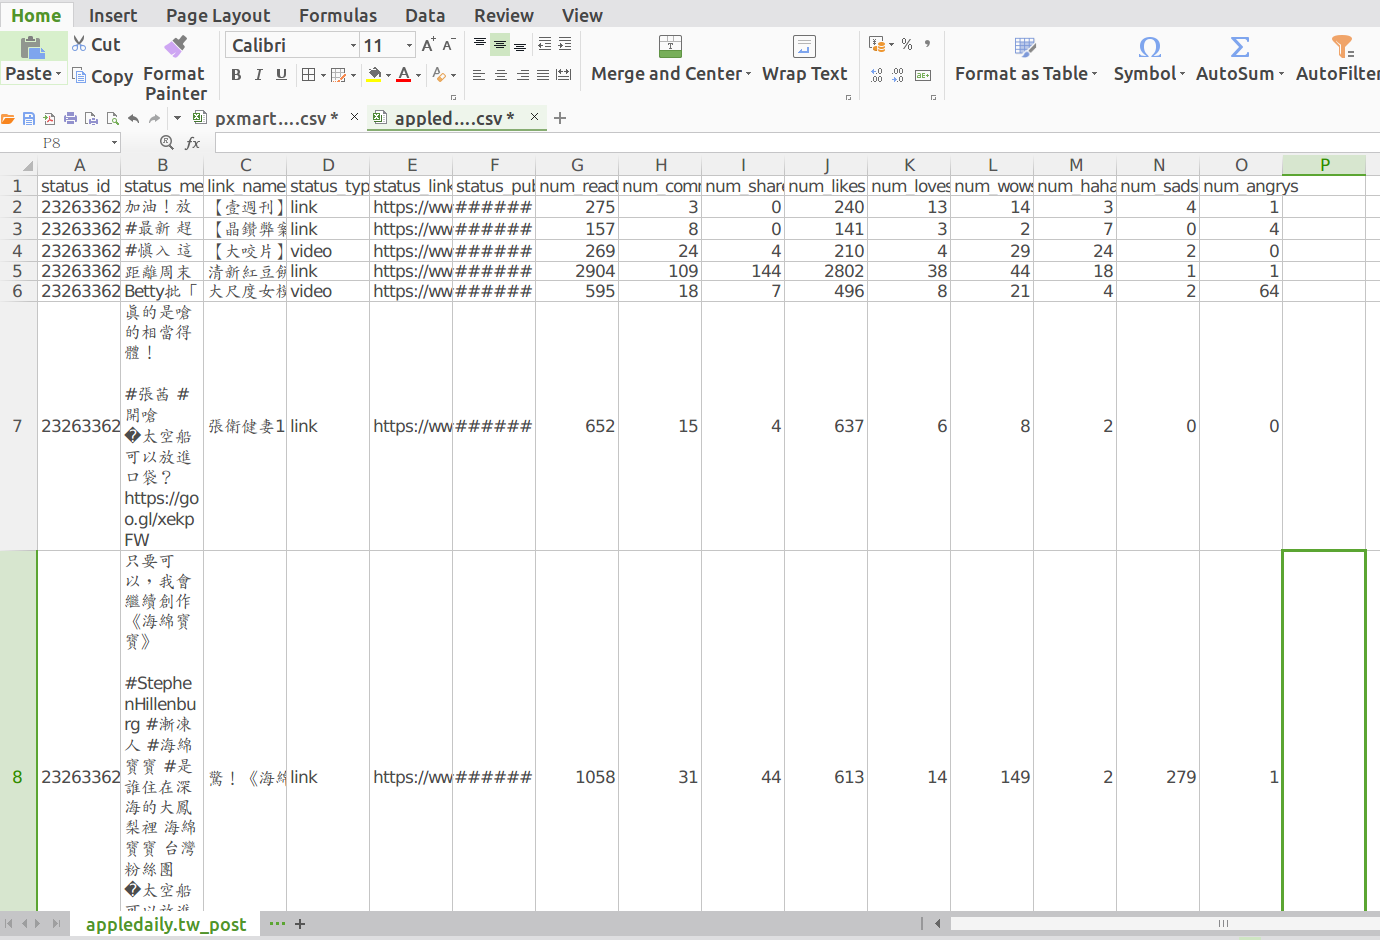 Home Insert Page Layout Formulas Data Review View
Cut Calibri 11 A+ A- %
Paste Copy Format Painter B I U A Merge and Center Wrap Text Format as Table Symbol AutoSum AutoFilter
pxmart....csv * × appled....csv * × +
P8 fx
A B C D E F G H I J K L M N O P
1 status_id status_me link_name status_typ status_link status_pub num_react num_comr num_share num_likes num_loves num_wows num_haha num_sads num_angrys
2 23263362 加油！放 【壹週刊】 link https://ww ###### 275 3 0 240 13 14 3 4 1
3 23263362 #最新 趕 【晶鑽弊案 link https://ww ###### 157 8 0 141 3 2 7 0 4
4 23263362 #慎入 這 【大咬片】 video https://ww ###### 269 24 4 210 4 29 24 2 0
5 23263362 距離周末 清新紅豆餅 link https://ww ###### 2904 109 144 2802 38 44 18 1 1
6 23263362 Betty批「 大尺度女模 video https://ww ###### 595 18 7 496 8 21 4 2 64
真的是嗆
的相當得
體！
#張茜 #
開嗆
�太空船
7 23263362 張衛健妻1 link https://ww ###### 652 15 4 637 6 8 2 0 0
可以放進
口袋？
https://go
o.gl/xekp
FW
只要可
以，我會
繼續創作
《海綿寶
寶》
#Stephe
nHillenbu
rg #漸凍
人 #海綿
寶寶 #是
8 23263362 驚！《海綿 link https://ww ###### 1058 31 44 613 14 149 2 279 1
誰住在深
海的大鳳
梨裡 海綿
寶寶 台灣
粉絲團
�太空船
可以放進
appledaily.tw_post ... +